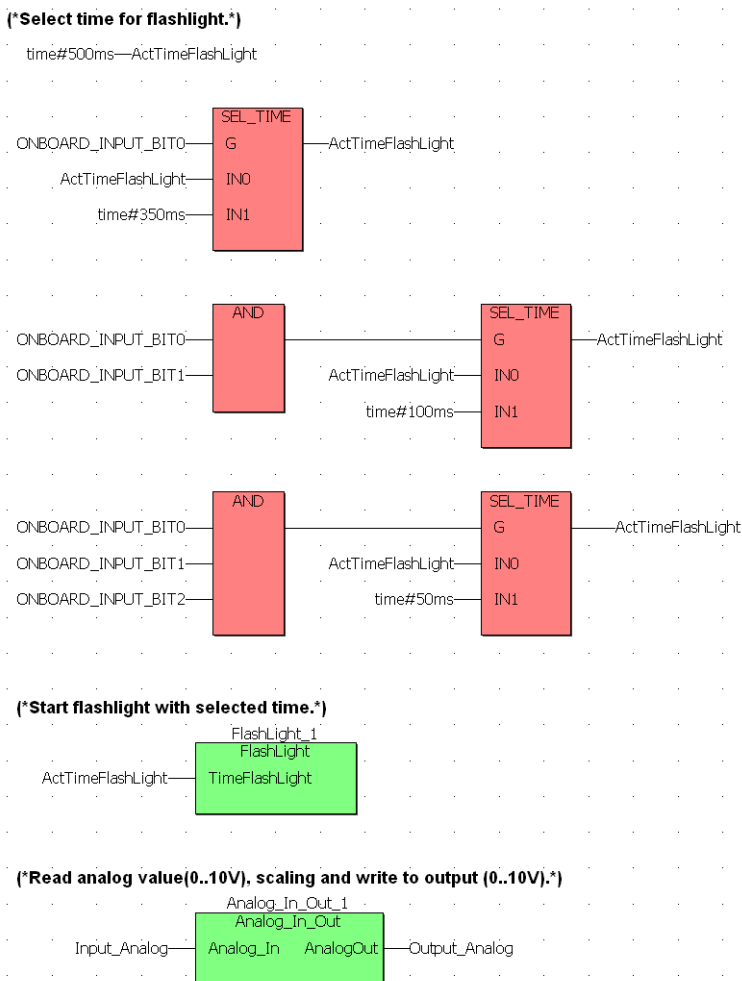 (*Select time for flashlight.*)
time#500ms ActTimeFlashLight
SEL_TIME
ONBOARD_INPUT_BIT0 G ActTimeFlashLight
ActTimeFlashLight IN0
time#350ms IN1
AND SEL_TIME
ONBOARD_INPUT_BIT0 G ActTimeFlashLight
ONBOARD_INPUT_BIT1 ActTimeFlashLight IN0
time#100ms IN1
AND SEL_TIME
ONBOARD_INPUT_BIT0 G ActTimeFlashLight
ONBOARD_INPUT_BIT1 ActTimeFlashLight IN0
ONBOARD_INPUT_BIT2 time#50ms IN1
(*Start flashlight with selected time.*)
FlashLight_1
FlashLight
ActTimeFlashLight TimeFlashLight
(*Read analog value(0..10V), scaling and write to output (0..10V).*)
Analog_In_Out_1
Analog_In_Out
Input_Analog Analog_In AnalogOut Output_Analog